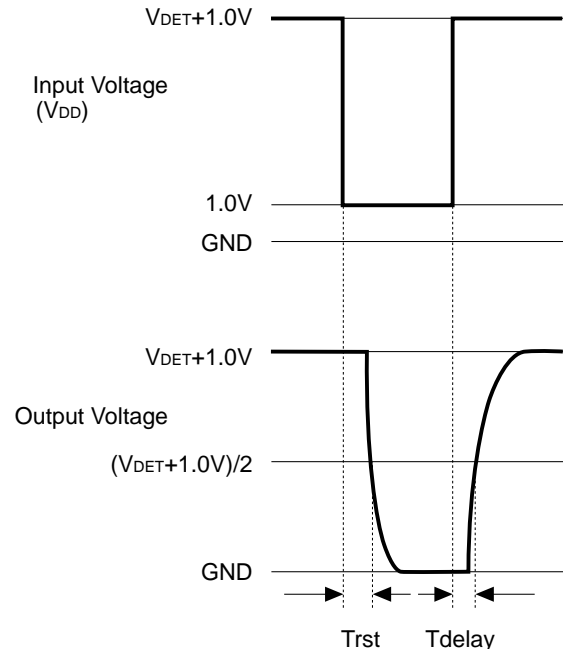 VDET+1.0V
Input Voltage
(VDD)
1.0V
GND
VDET+1.0V
Output Voltage
(VDET+1.0V)/2
GND
Trst Tdelay